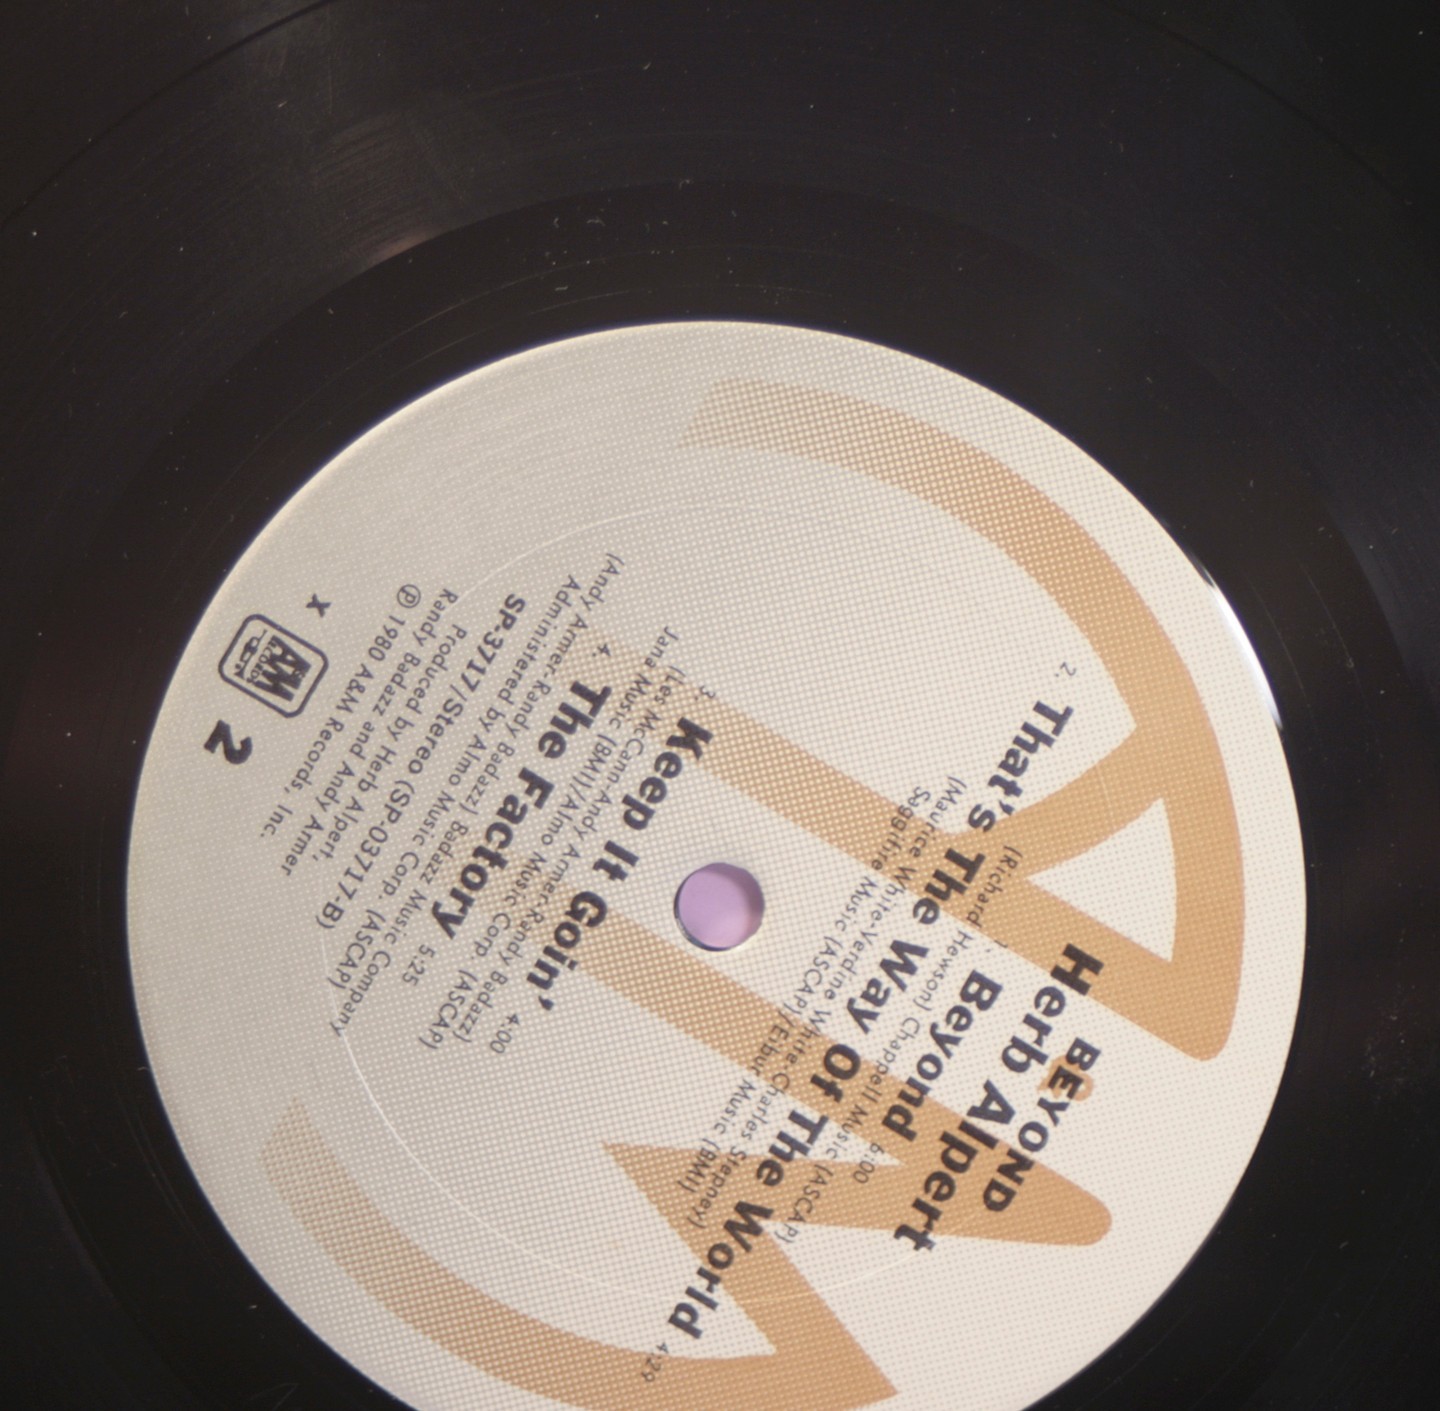 BEYOND
Herb Alpert
1. Beyond 6:00
(Richard Hewson) Chappell Music (ASCAP)
2. That's The Way Of The World 4:29
(Maurice White-Verdine White-Charles Stepney)
Saggifire Music (ASCAP)/Eibur Music (BMI)
3. Keep It Goin' 4:00
(Les McCann-Andy Armer-Randy Badazz)
Jana Music (BMI)/Almo Music Corp. (ASCAP)
4. The Factory 5:25
(Andy Armer-Randy Badazz) Badazz Music Company
Administered by Almo Music Corp. (ASCAP)
SP-3717/Stereo (SP-03717-B)
Produced by Herb Alpert,
Randy Badazz and Andy Armer
Ⓟ 1980 A&M Records, Inc.
x
A&M
RECORDS
2